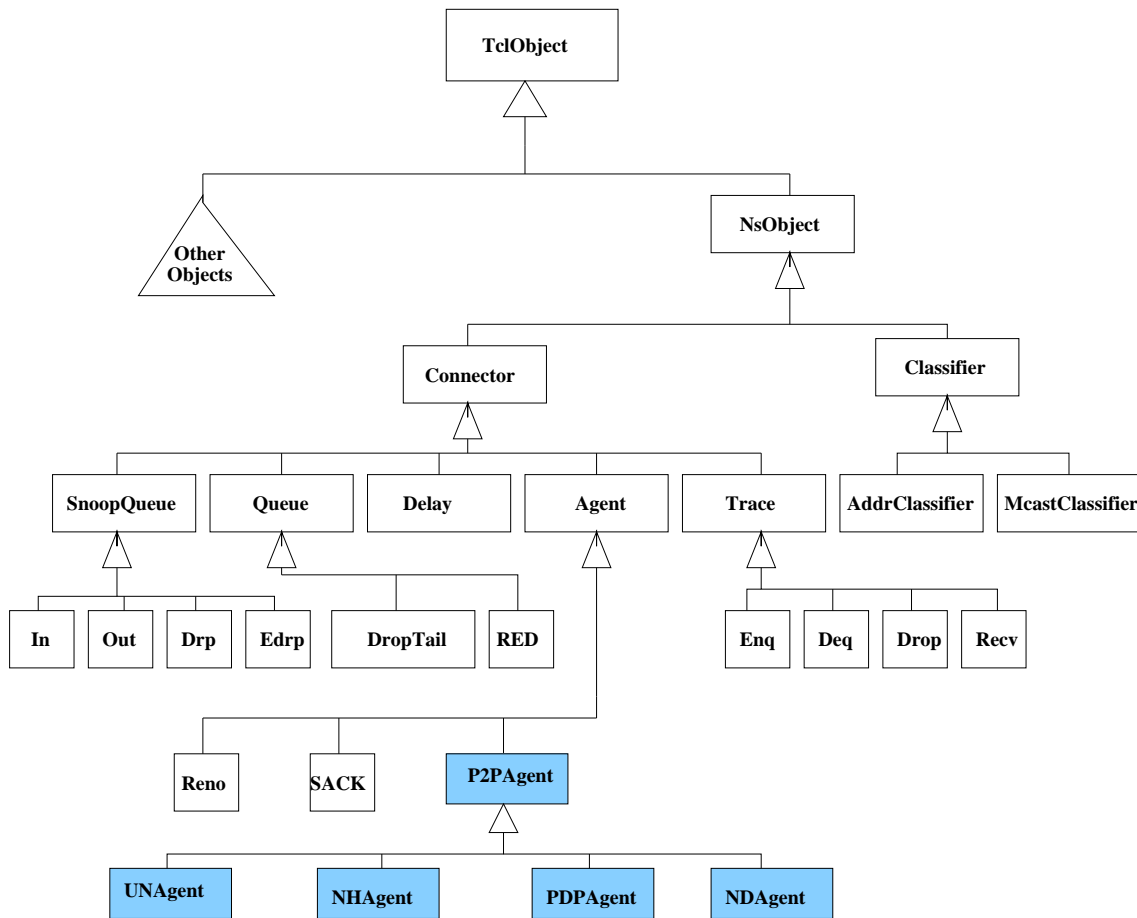 TclObject
NsObject
Other
Objects
Connector
Classifier
SnoopQueue
Queue
Delay
Agent
Trace
AddrClassifier
McastClassifier
In
Out
Drp
Edrp
DropTail
RED
Enq
Deq
Drop
Recv
Reno
SACK
P2PAgent
UNAgent
NHAgent
PDPAgent
NDAgent